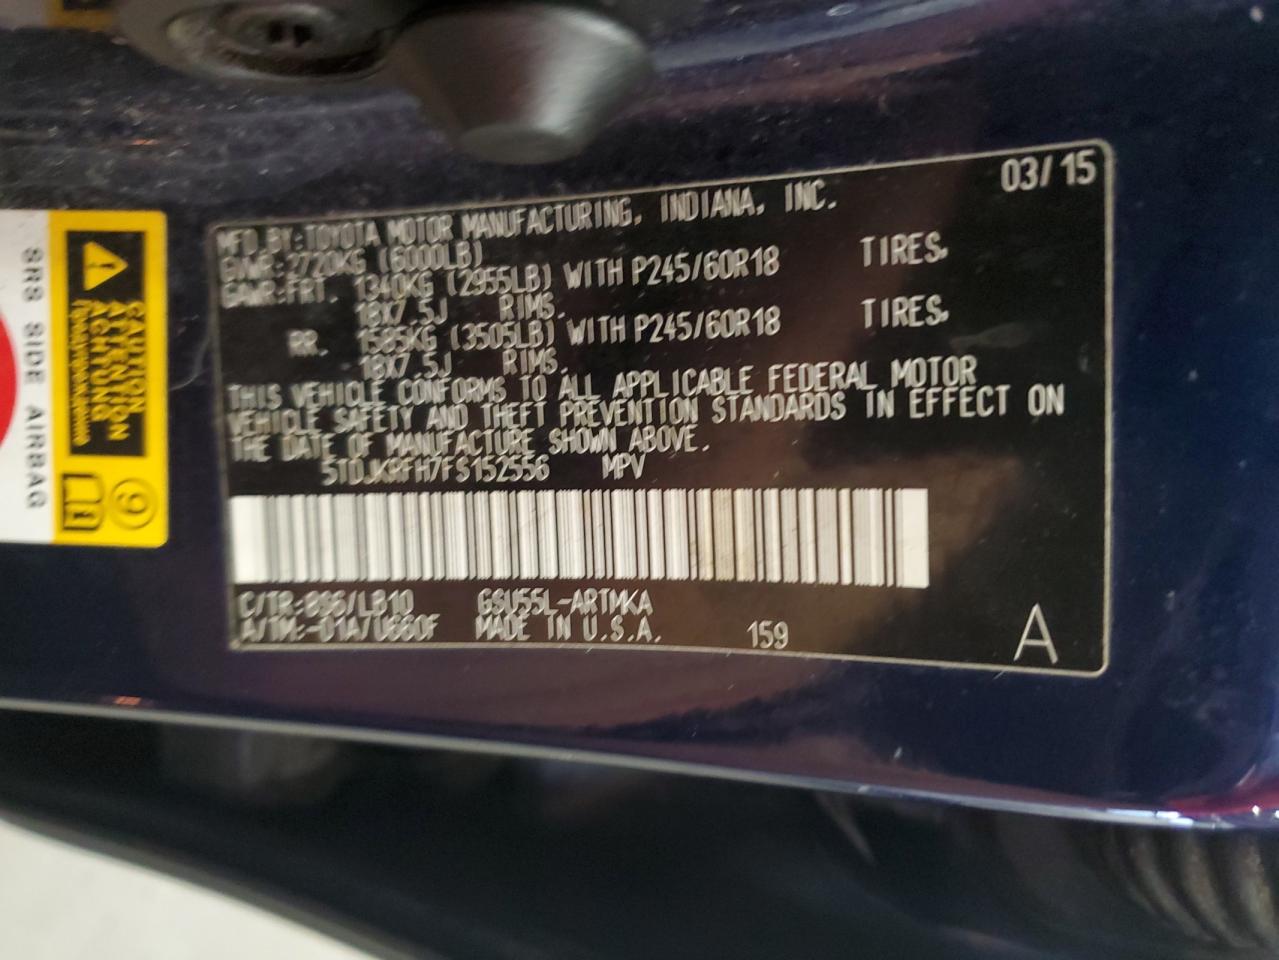 03/15
MFD.BY:TOYOTA MOTOR MANUFACTURING, INDIANA, INC.
GVWR:2720KG (6000LB)
GAWR:FRT. 1340KG (2955LB) WITH P245/60R18 TIRES,
18X7.5J RIMS.
RR. 1585KG (3505LB) WITH P245/60R18 TIRES,
18X7.5J RIMS.
THIS VEHICLE CONFORMS TO ALL APPLICABLE FEDERAL MOTOR
VEHICLE SAFETY AND THEFT PREVENTION STANDARDS IN EFFECT ON
THE DATE OF MANUFACTURE SHOWN ABOVE.
5TDJKRFH7FS152556 MPV
C/TR:8S6/LB10 GSU55L-ARTMKA
A/TM:-01A/U660F MADE IN U.S.A. 159
A
SRS SIDE AIRBAG
CAUTION
ATTENTION
ACHTUNG
9